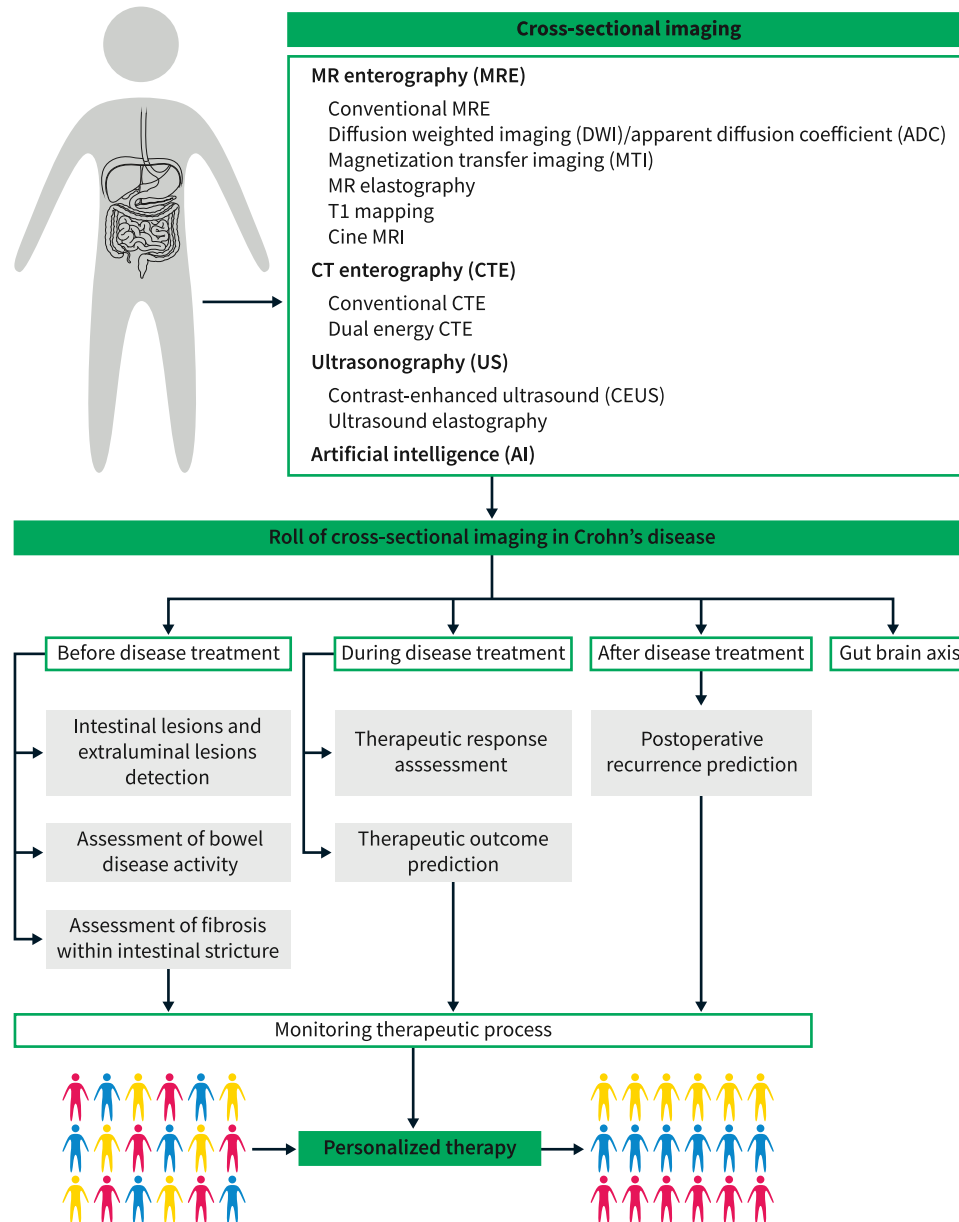 Cross-sectional imaging
MR enterography (MRE)
Conventional MRE
Diffusion weighted imaging (DWI)/apparent diffusion coefficient (ADC)
Magnetization transfer imaging (MTI)
MR elastography
T1 mapping
Cine MRI
CT enterography (CTE)
Conventional CTE
Dual energy CTE
Ultrasonography (US)
Contrast-enhanced ultrasound (CEUS)
Ultrasound elastography
Artificial intelligence (AI)
Roll of cross-sectional imaging in Crohn’s disease
Before disease treatment
During disease treatment
After disease treatment
Gut brain axis
Intestinal lesions and
extraluminal lesions
detection
Therapeutic response
asssessment
Postoperative
recurrence prediction
Assessment of bowel
disease activity
Therapeutic outcome
prediction
Assessment of fibrosis
within intestinal stricture
Monitoring therapeutic process
Personalized therapy